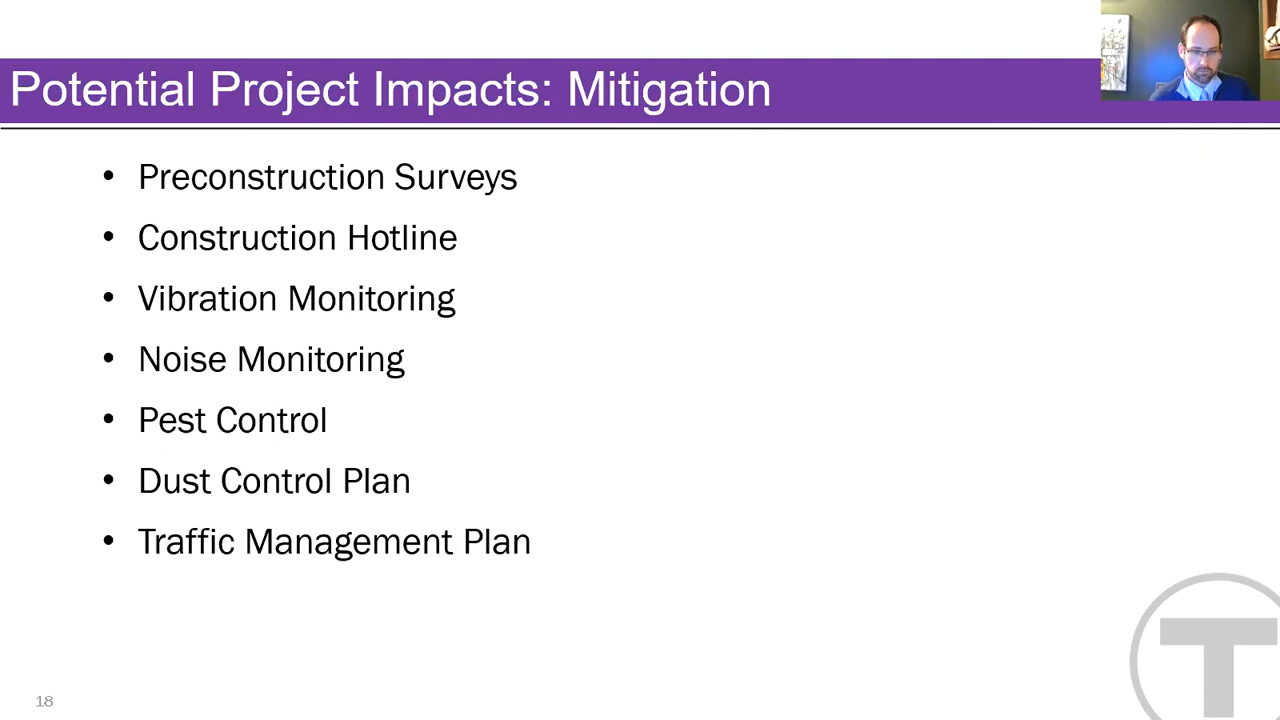 Potential Project Impacts: Mitigation
• Preconstruction Surveys
• Construction Hotline
• Vibration Monitoring
• Noise Monitoring
• Pest Control
• Dust Control Plan
• Traffic Management Plan
T
18